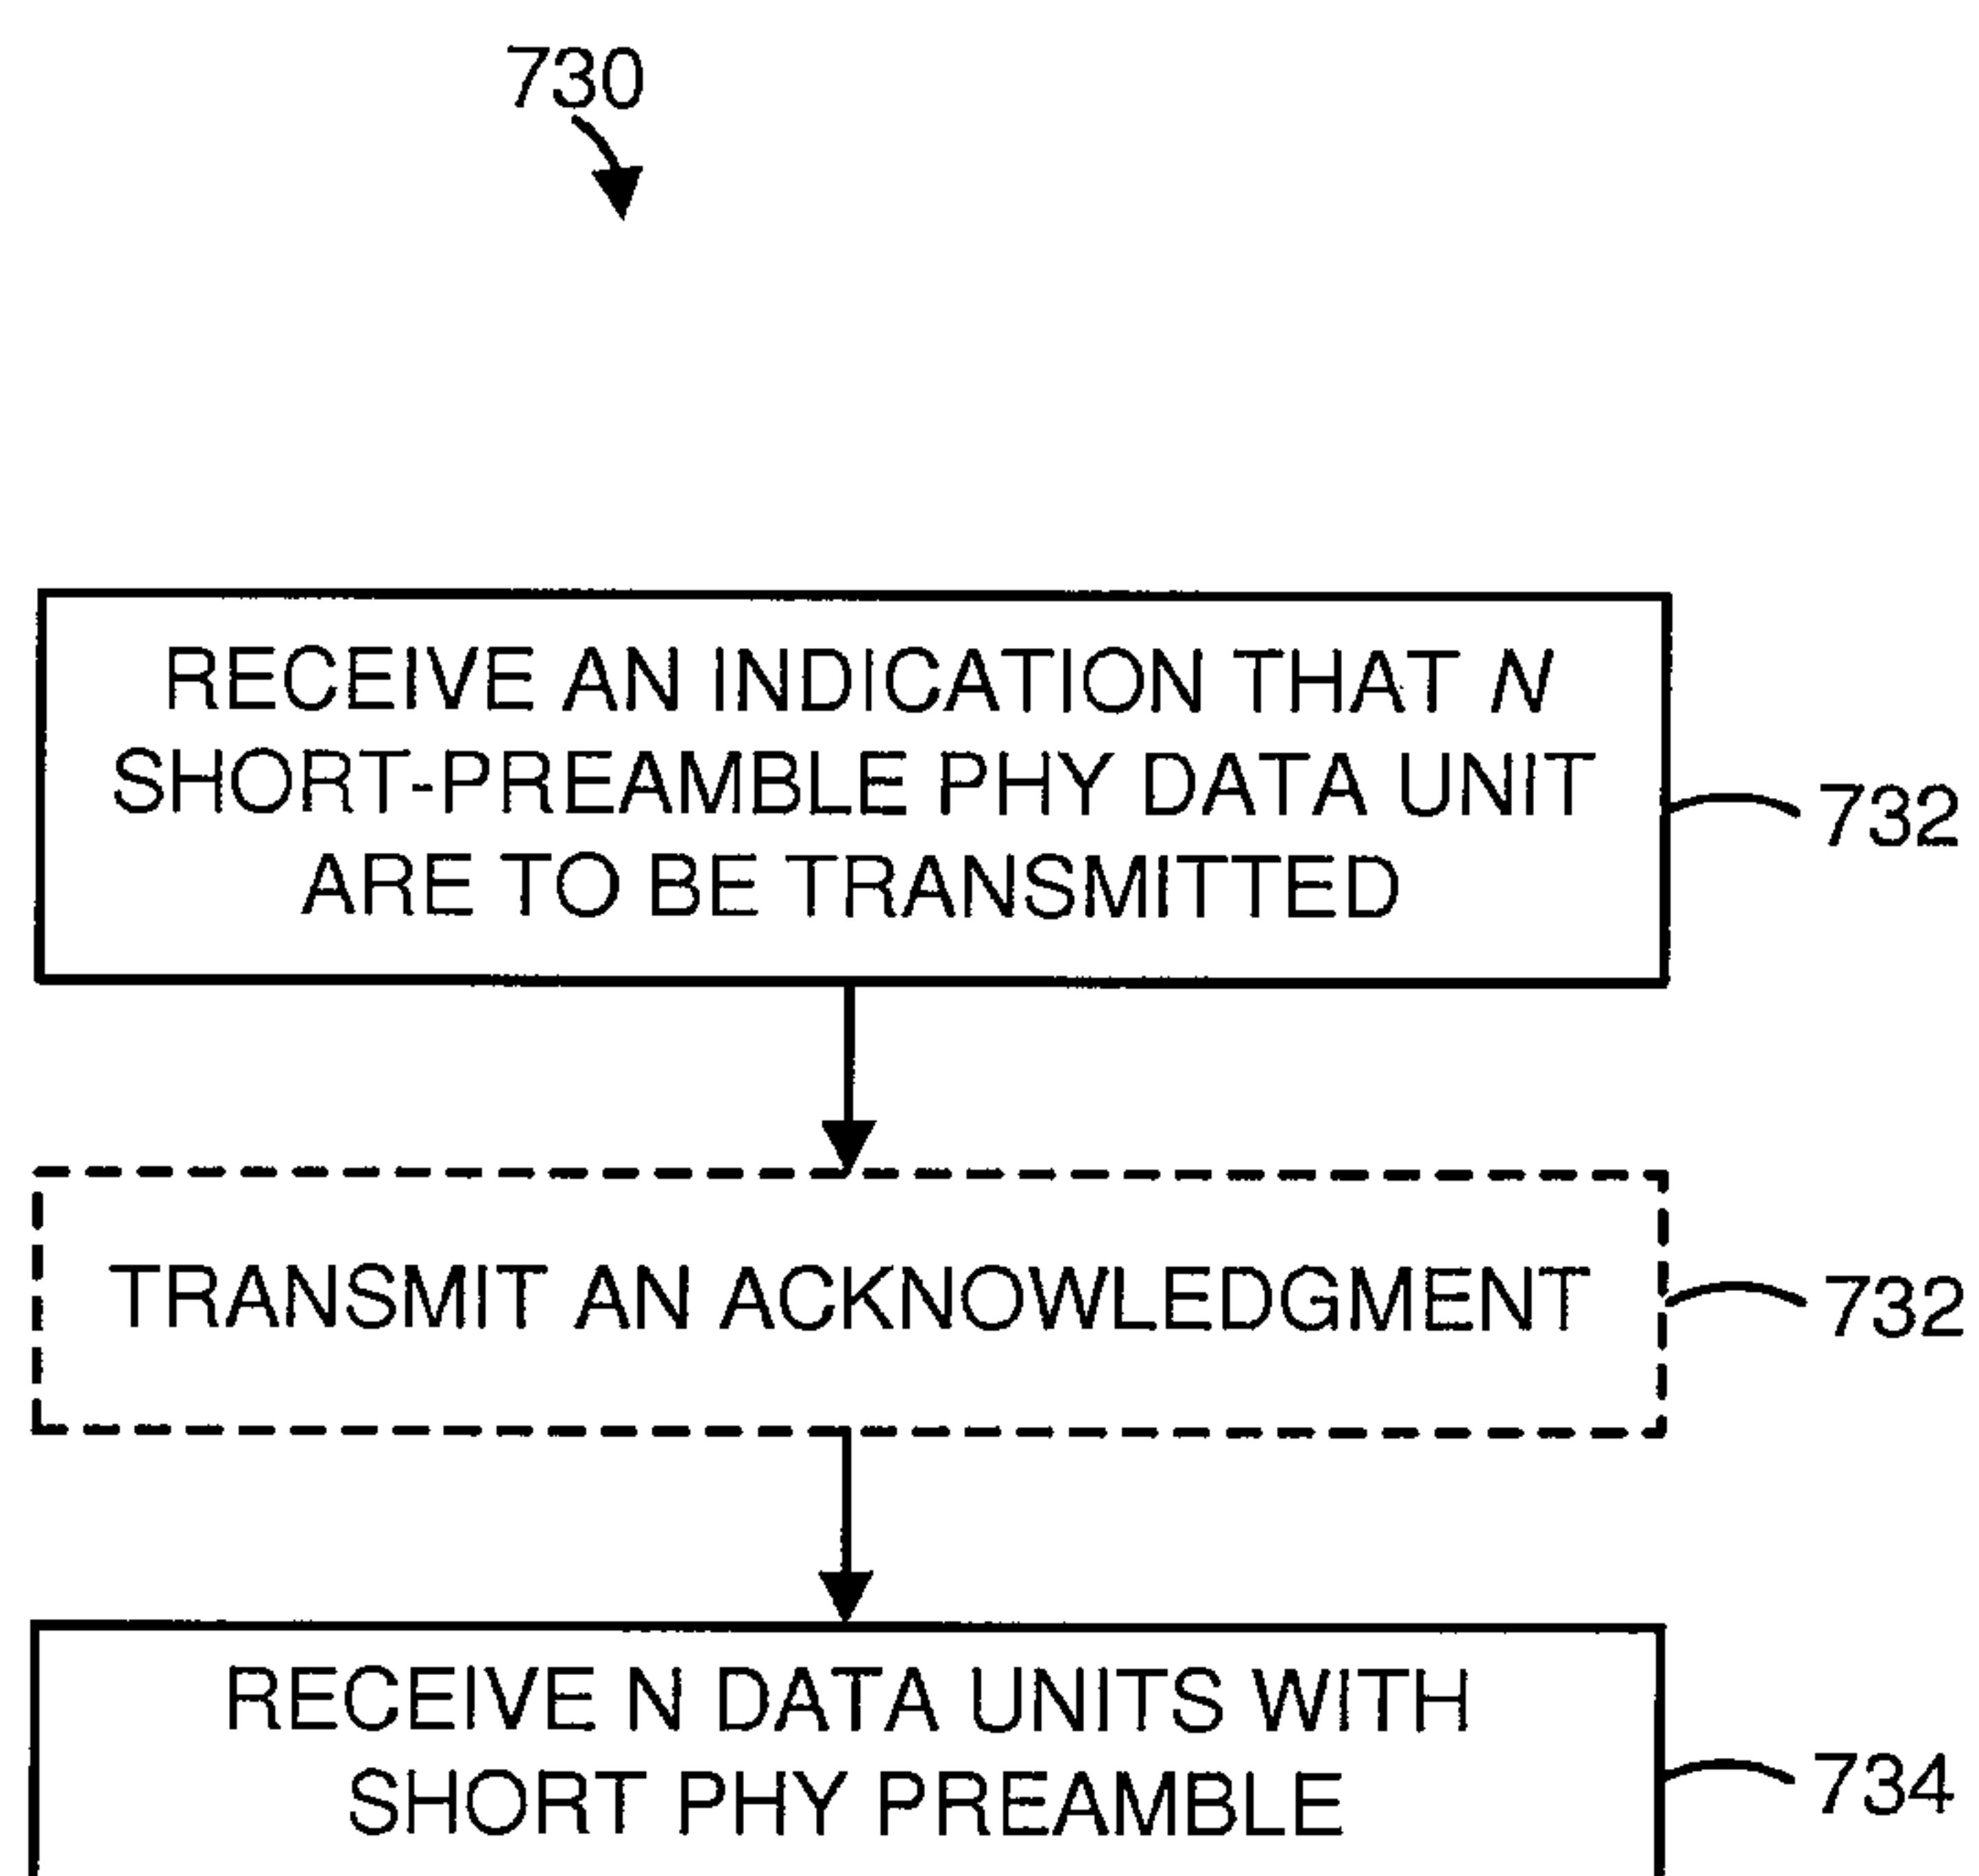 730
RECEIVE AN INDICATION THAT N
SHORT-PREAMBLE PHY DATA UNIT
ARE TO BE TRANSMITTED
732
TRANSMIT AN ACKNOWLEDGMENT
732
RECEIVE N DATA UNITS WITH
SHORT PHY PREAMBLE
734